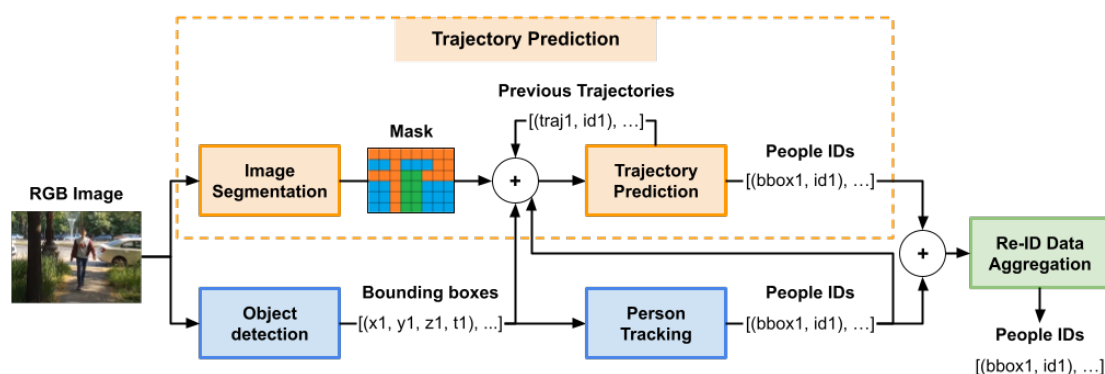 Trajectory Prediction
Previous Trajectories
[(traj1, id1), …]
Mask
People IDs
[(bbox1, id1), …]
Image
Segmentation
+
Trajectory
Prediction
RGB Image
+
Re-ID Data
Aggregation
Bounding boxes
[(x1, y1, z1, t1), ...]
People IDs
[(bbox1, id1), …]
Object
detection
Person
Tracking
People IDs
[(bbox1, id1), …]